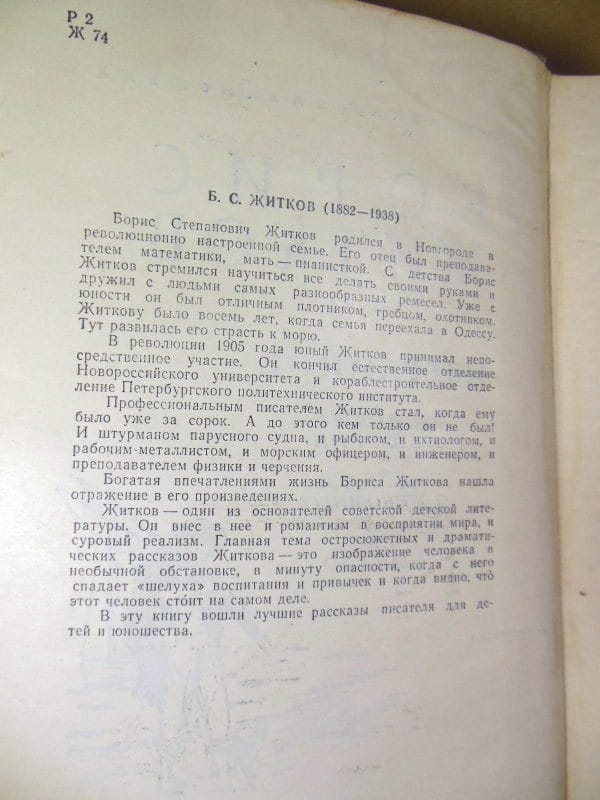 Р 2
Ж 74
Б. С. ЖИТКОВ (1882—1938)
Борис Степанович Житков родился в Новгороде в
революционно настроенной семье. Его отец был преподава-
телем математики, мать — пианисткой. С детства Борис
Житков стремился научиться все делать своими руками и
дружил с людьми самых разнообразных ремесел. Уже с
юности он был отличным плотником, гребцом, охотником.
Житкову было восемь лет, когда семья переехала в Одессу.
Тут развилась его страсть к морю.
В революции 1905 года юный Житков принимал непо-
средственное участие. Он кончил естественное отделение
Новороссийского университета и кораблестроительное отде-
ление Петербургского политехнического института.
Профессиональным писателем Житков стал, когда ему
было уже за сорок. А до этого кем только он не был!
И штурманом парусного судна, и рыбаком, и ихтиологом, и
рабочим-металлистом, и морским офицером, и инженером, и
преподавателем физики и черчения.
Богатая впечатлениями жизнь Бориса Житкова нашла
отражение в его произведениях.
Житков — один из основателей советской детской лите-
ратуры. Он внес в нее и романтизм в восприятии мира, и
суровый реализм. Главная тема остросюжетных и драмати-
ческих рассказов Житкова — это изображение человека в
необычной обстановке, в минуту опасности, когда с него
спадает «шелуха» воспитания и привычек и когда видно, что́
этот человек сто́ит на самом деле.
В эту книгу вошли лучшие рассказы писателя для де-
тей и юношества.